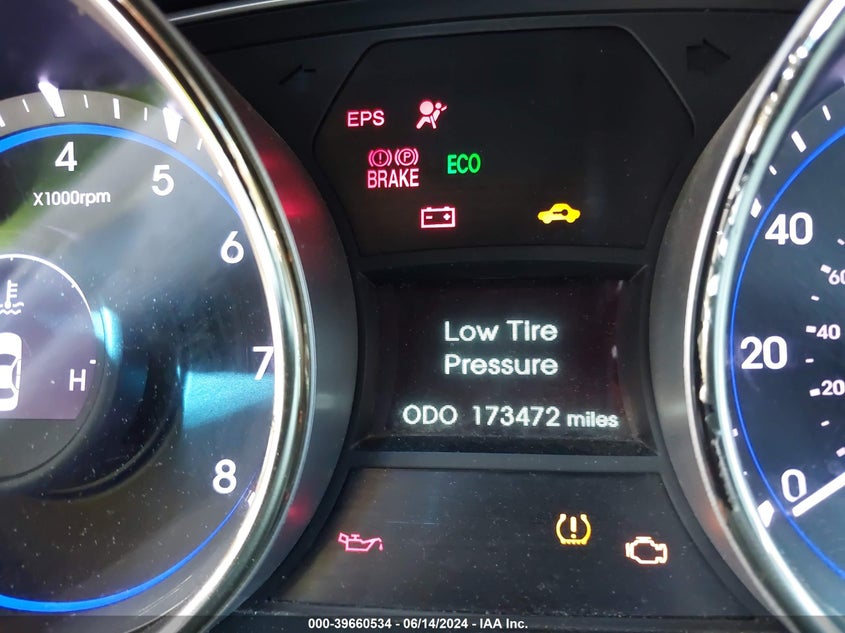 EPS
BRAKE ECO
4
5
X1000rpm
6
7
8
H
Low Tire
Pressure
ODO 173472 miles
40
60
40
20
20
0
000-39660534 - 06/14/2024 - IAA Inc.